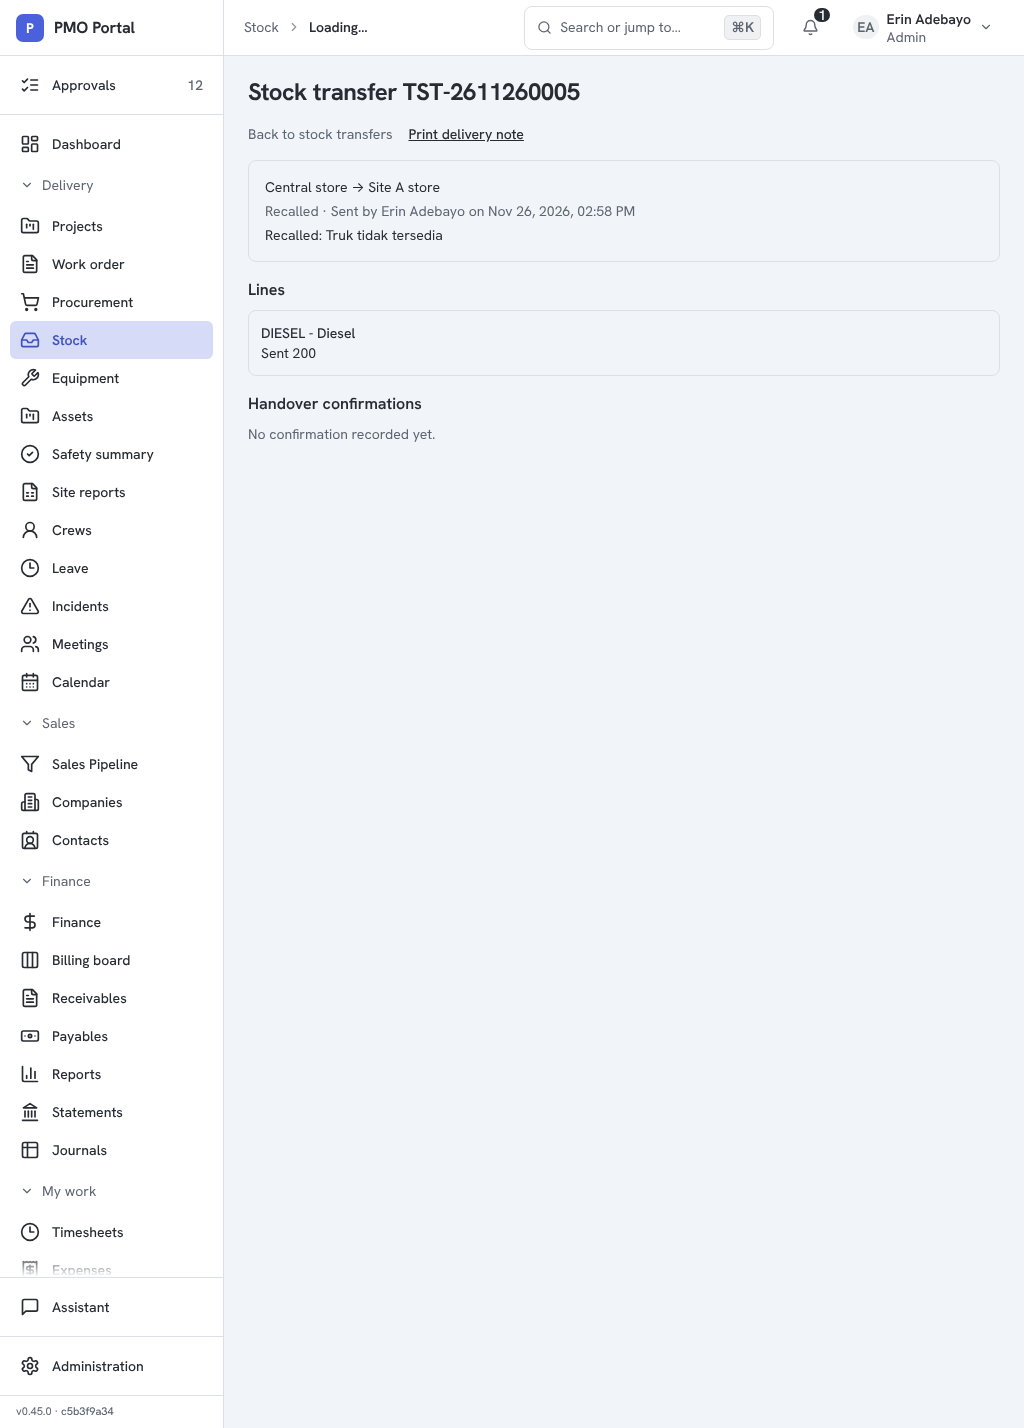 P PMO Portal
Stock > Loading...
Search or jump to... ⌘K
1
EA Erin Adebayo
Admin
Approvals 12
Dashboard
Delivery
Projects
Work order
Procurement
Stock
Equipment
Assets
Safety summary
Site reports
Crews
Leave
Incidents
Meetings
Calendar
Sales
Sales Pipeline
Companies
Contacts
Finance
Finance
Billing board
Receivables
Payables
Reports
Statements
Journals
My work
Timesheets
Expenses
Assistant
Administration
v0.45.0 · c5b3f9a34
Stock transfer TST-2611260005
Back to stock transfers Print delivery note
Central store → Site A store
Recalled · Sent by Erin Adebayo on Nov 26, 2026, 02:58 PM
Recalled: Truk tidak tersedia
Lines
DIESEL - Diesel
Sent 200
Handover confirmations
No confirmation recorded yet.